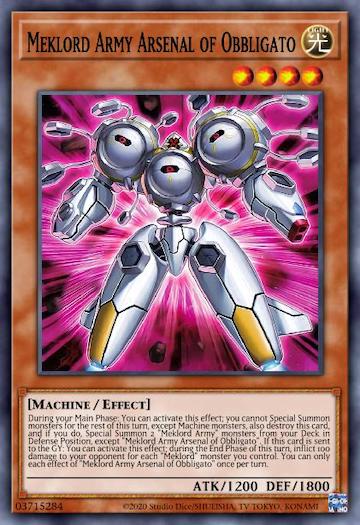 MEKLORD ARMY ARSENAL OF OBBLIGATO
LIGHT
光
[MACHINE / EFFECT]
During your Main Phase: You can activate this effect; you cannot Special Summon
monsters for the rest of this turn, except Machine monsters, also destroy this card,
and if you do, Special Summon 2 "Meklord Army" monsters from your Deck in
Defense Position, except "Meklord Army Arsenal of Obbligato". If this card is sent
to the GY: You can activate this effect; during the End Phase of this turn, inflict 100
damage to your opponent for each "Meklord" monster you control. You can only
each effect of "Meklord Army Arsenal of Obbligato" once per turn.
ATK/1200 DEF/1800
03715284
©2020 Studio Dice/SHUEISHA, TV TOKYO, KONAMI